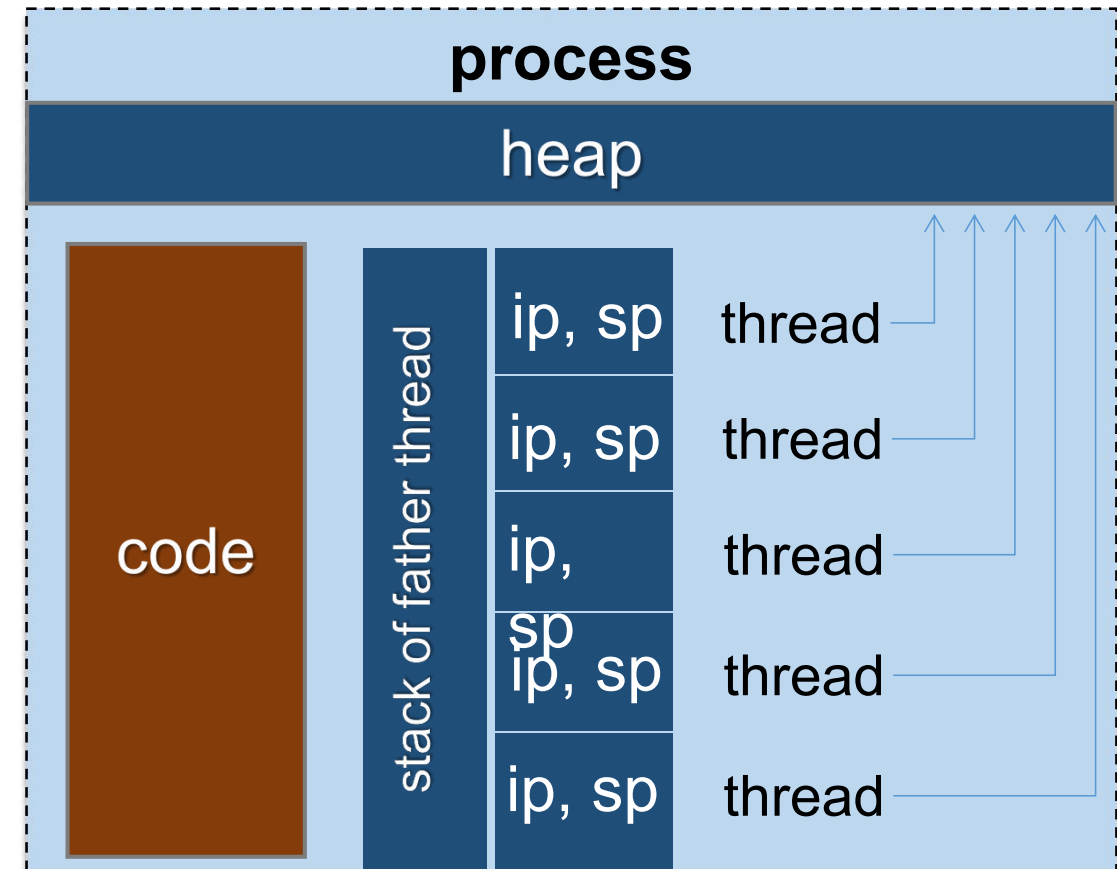 process
heap
code
stack of father thread
ip, sp
thread
ip, sp
thread
ip,
sp
thread
ip, sp
thread
ip, sp
thread